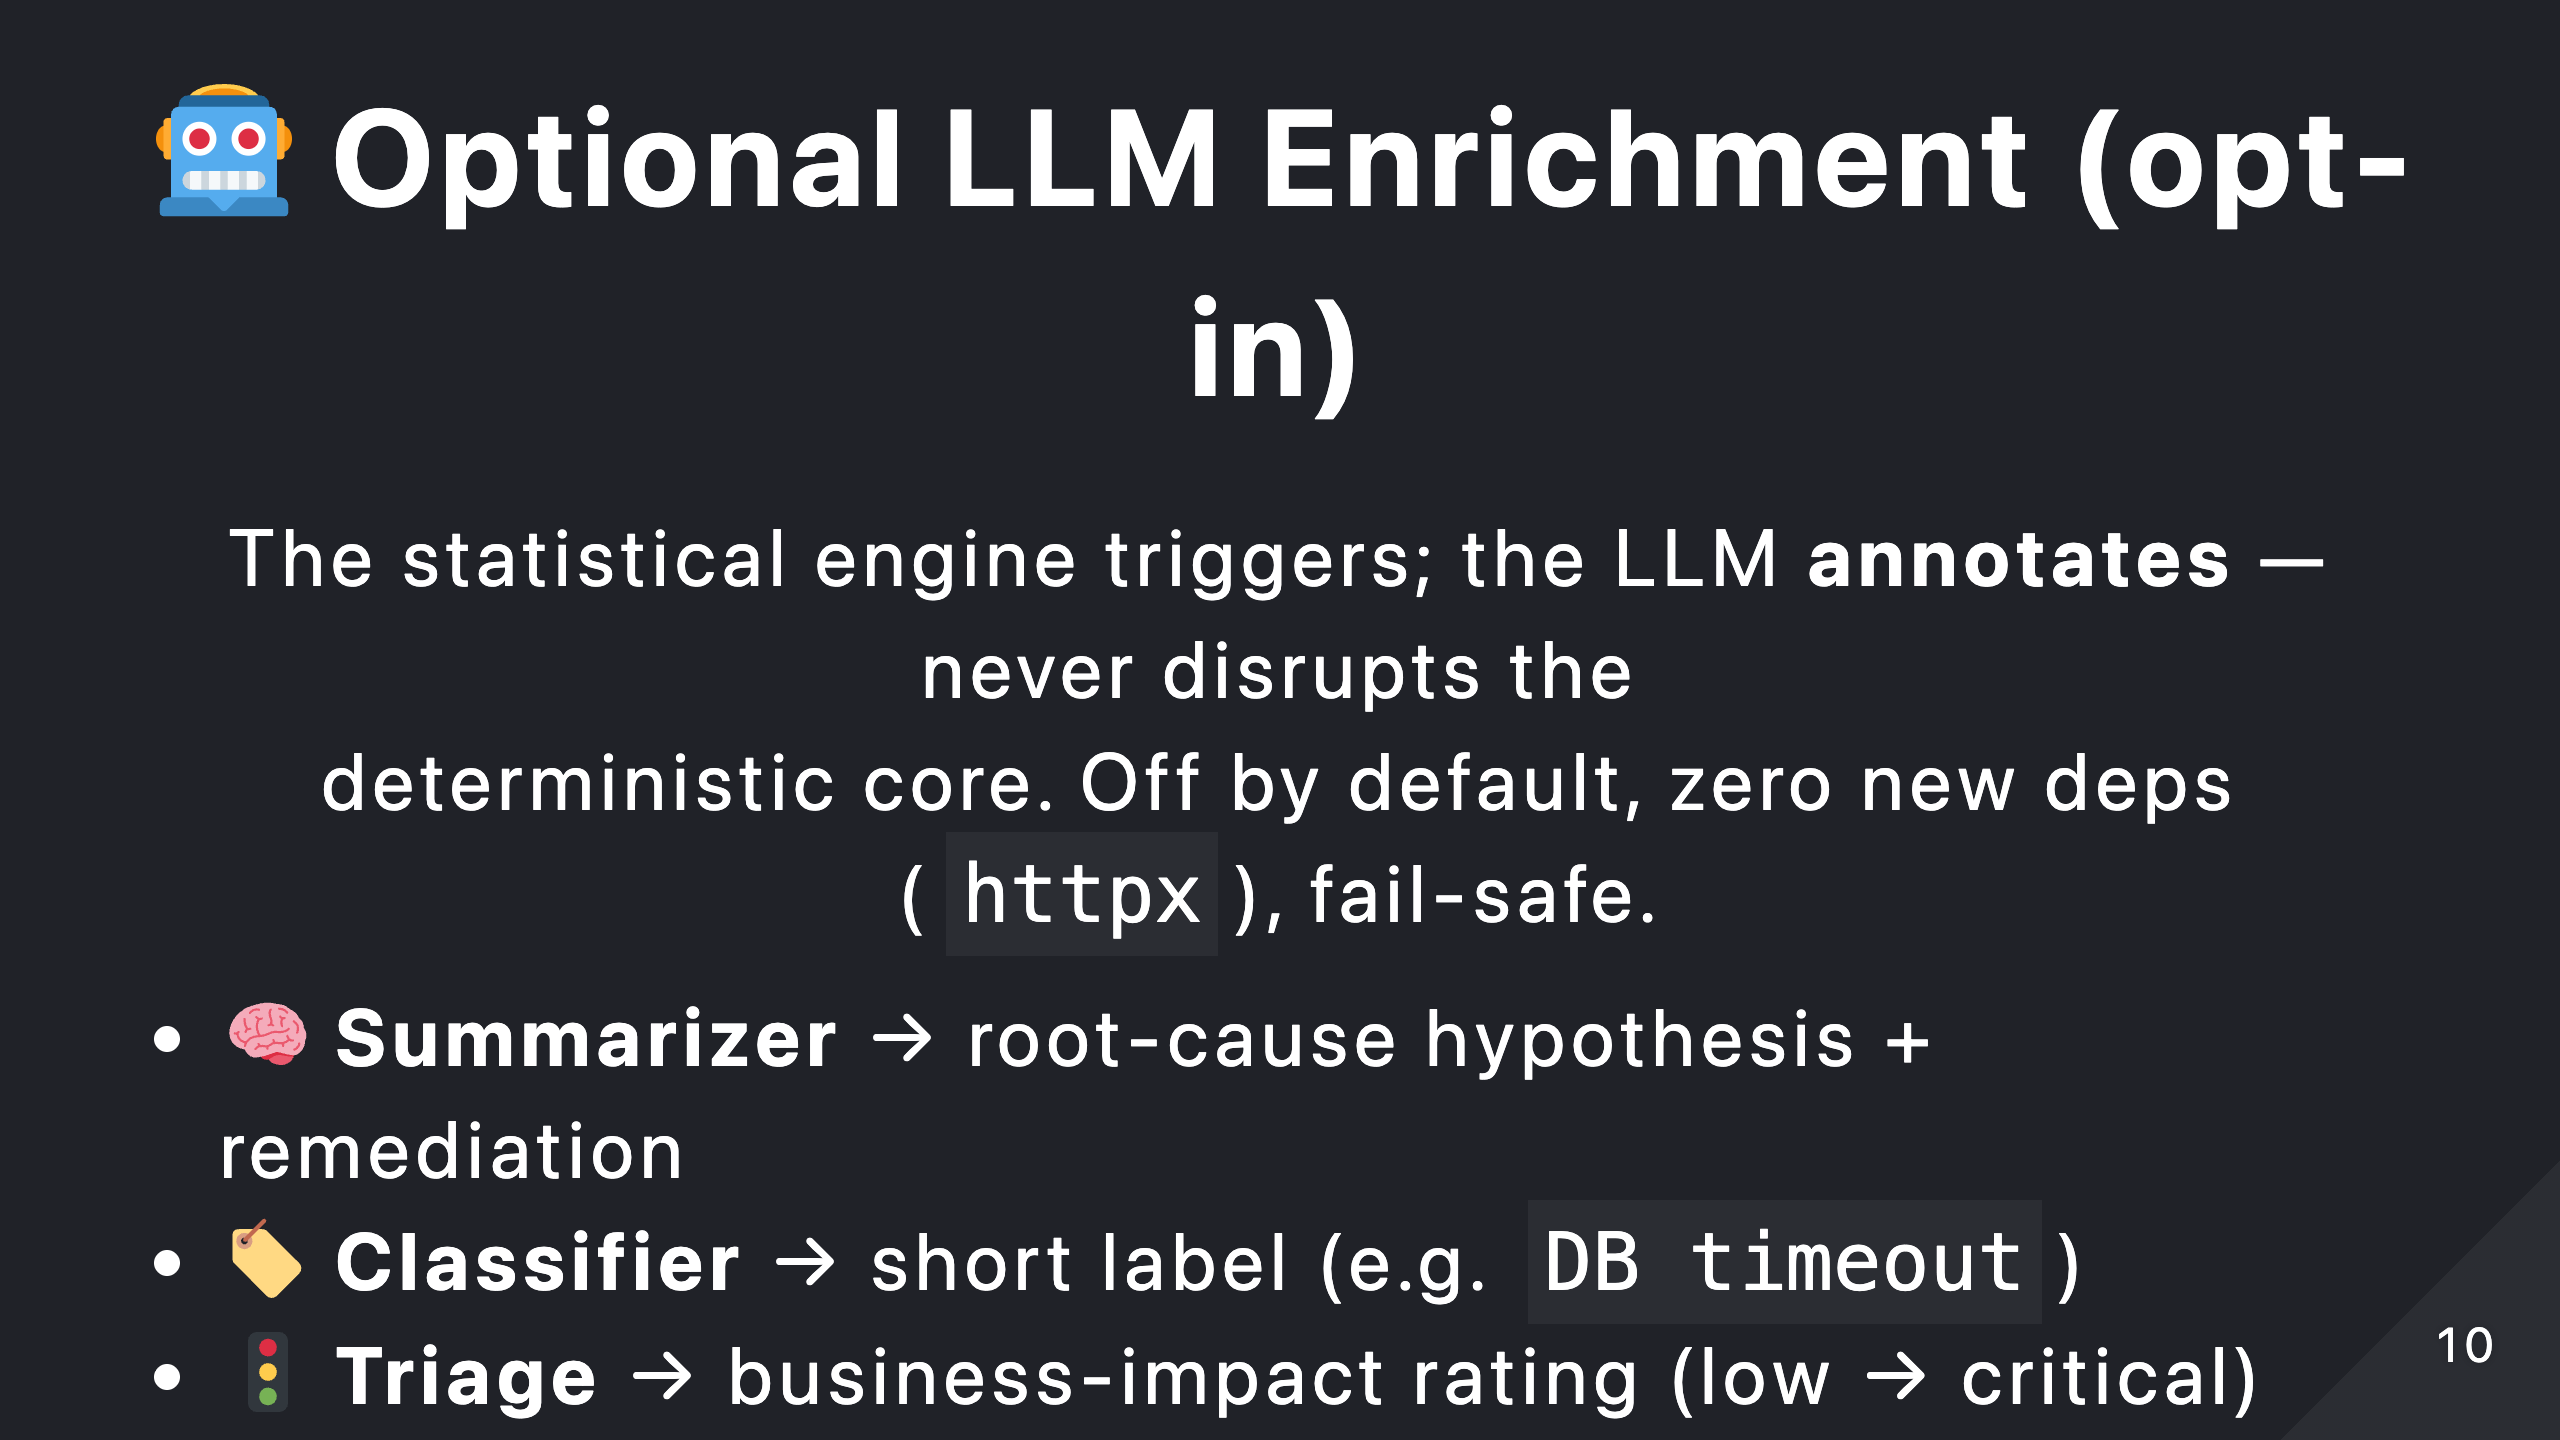 Optional LLM Enrichment (opt-
in)
The statistical engine triggers; the LLM annotates —
never disrupts the
deterministic core. Off by default, zero new deps
( httpx ), fail-safe.
• Summarizer → root-cause hypothesis +
remediation
• Classifier → short label (e.g. DB timeout )
• Triage → business-impact rating (low → critical)
10